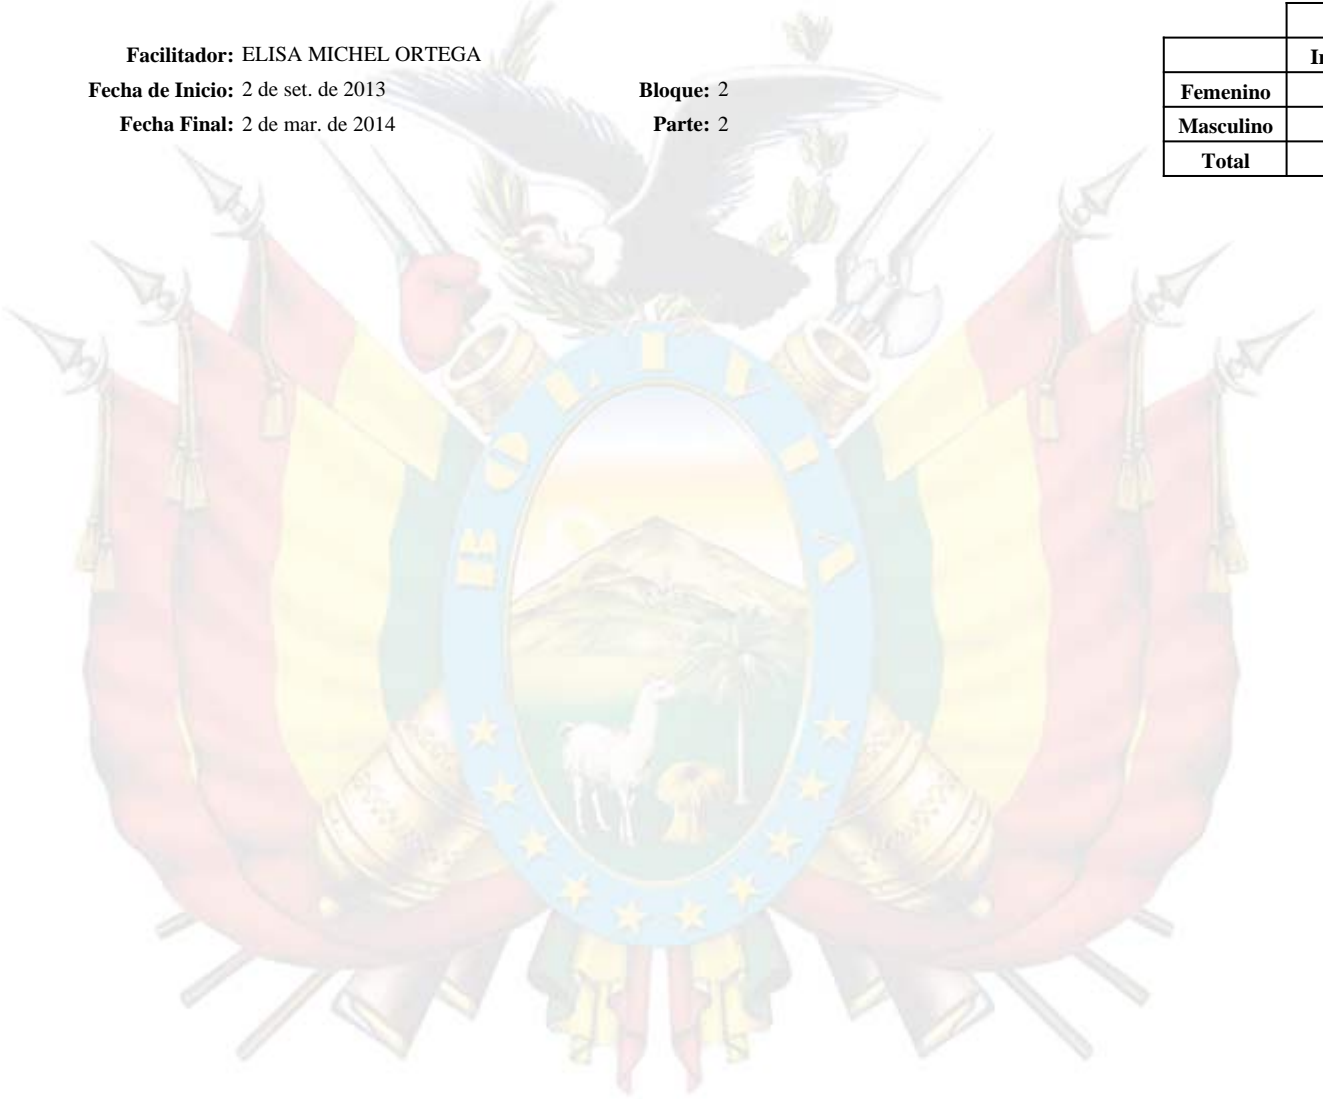 Facilitador: ELISA MICHEL ORTEGA
Fecha de Inicio: 2 de set. de 2013 Bloque: 2
Fecha Final: 2 de mar. de 2014 Parte: 2
Femenino
Masculino
Total
BOLIVIA